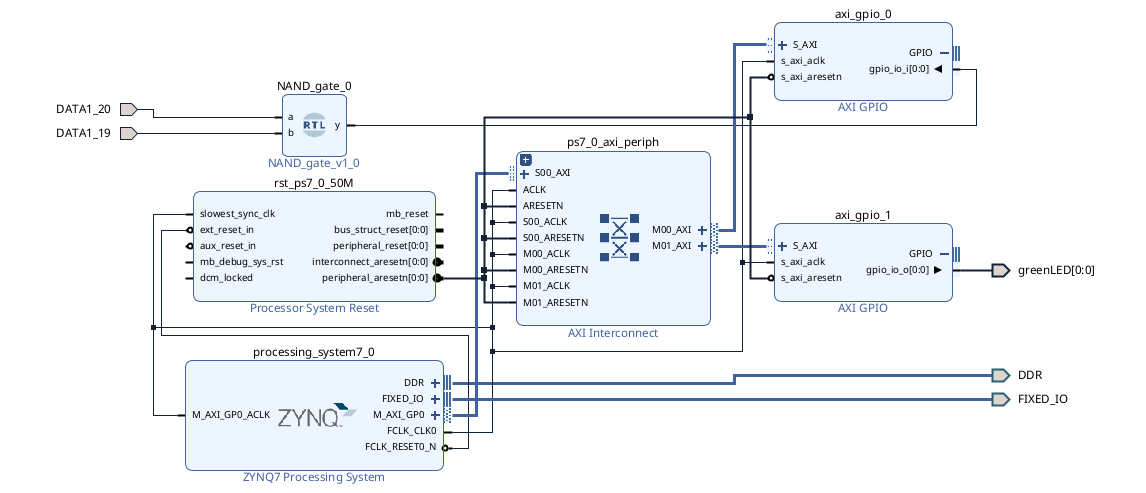 axi_gpio_0
S_AXI
s_axi_aclk
s_axi_aresetn
GPIO
gpio_io_i[0:0]
AXI GPIO
DATA1_20
DATA1_19
NAND_gate_0
a
b
RTL
y
NAND_gate_v1_0
rst_ps7_0_50M
slowest_sync_clk
ext_reset_in
aux_reset_in
mb_debug_sys_rst
dcm_locked
mb_reset
bus_struct_reset[0:0]
peripheral_reset[0:0]
interconnect_aresetn[0:0]
peripheral_aresetn[0:0]
Processor System Reset
ps7_0_axi_periph
S00_AXI
ACLK
ARESETN
S00_ACLK
S00_ARESETN
M00_ACLK
M00_ARESETN
M01_ACLK
M01_ARESETN
M00_AXI
M01_AXI
AXI Interconnect
axi_gpio_1
S_AXI
s_axi_aclk
s_axi_aresetn
GPIO
gpio_io_o[0:0]
AXI GPIO
greenLED[0:0]
processing_system7_0
M_AXI_GP0_ACLK
ZYNQ
DDR
FIXED_IO
M_AXI_GP0
FCLK_CLK0
FCLK_RESET0_N
ZYNQ7 Processing System
DDR
FIXED_IO